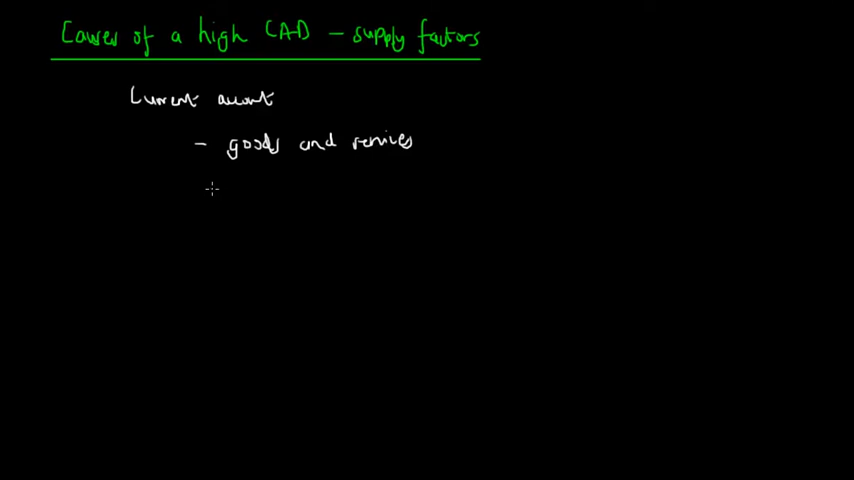 Causes of a high CAD - supply factors
Current account
- goods and services